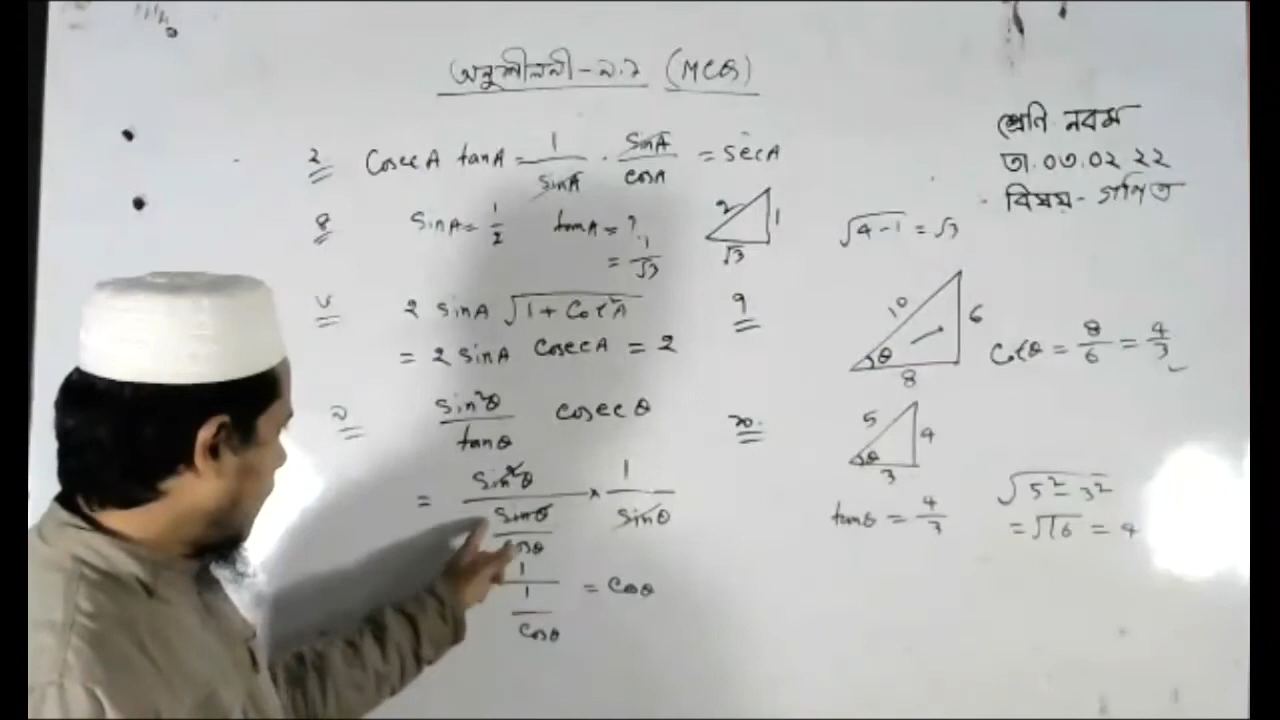 অনুশীলনী-৯.১ (MCQ)
শ্রেণি নবম
তা. ০৩.০২ ২২
বিষয়- গণিত
২ CosecA tanA = 1/sinA · sinA/cosA = secA
৪ sinA = 1/2 tanA = ?
= 1/√3
2 1 √3
√4-1 = √3
৮ 2 sinA √1+Cot²A
= 2 sinA cosecA = 2
৭ 10 6 θ 8
Cotθ = 8/6 = 4/3
৯ sin²θ/tanθ cosecθ
= sin²θ/(sinθ/cosθ) × 1/sinθ
1/(1/cosθ) = Cosθ
১০. 5 4 θ 3
tanθ = 4/3
√5²-3²
= √16 = 4